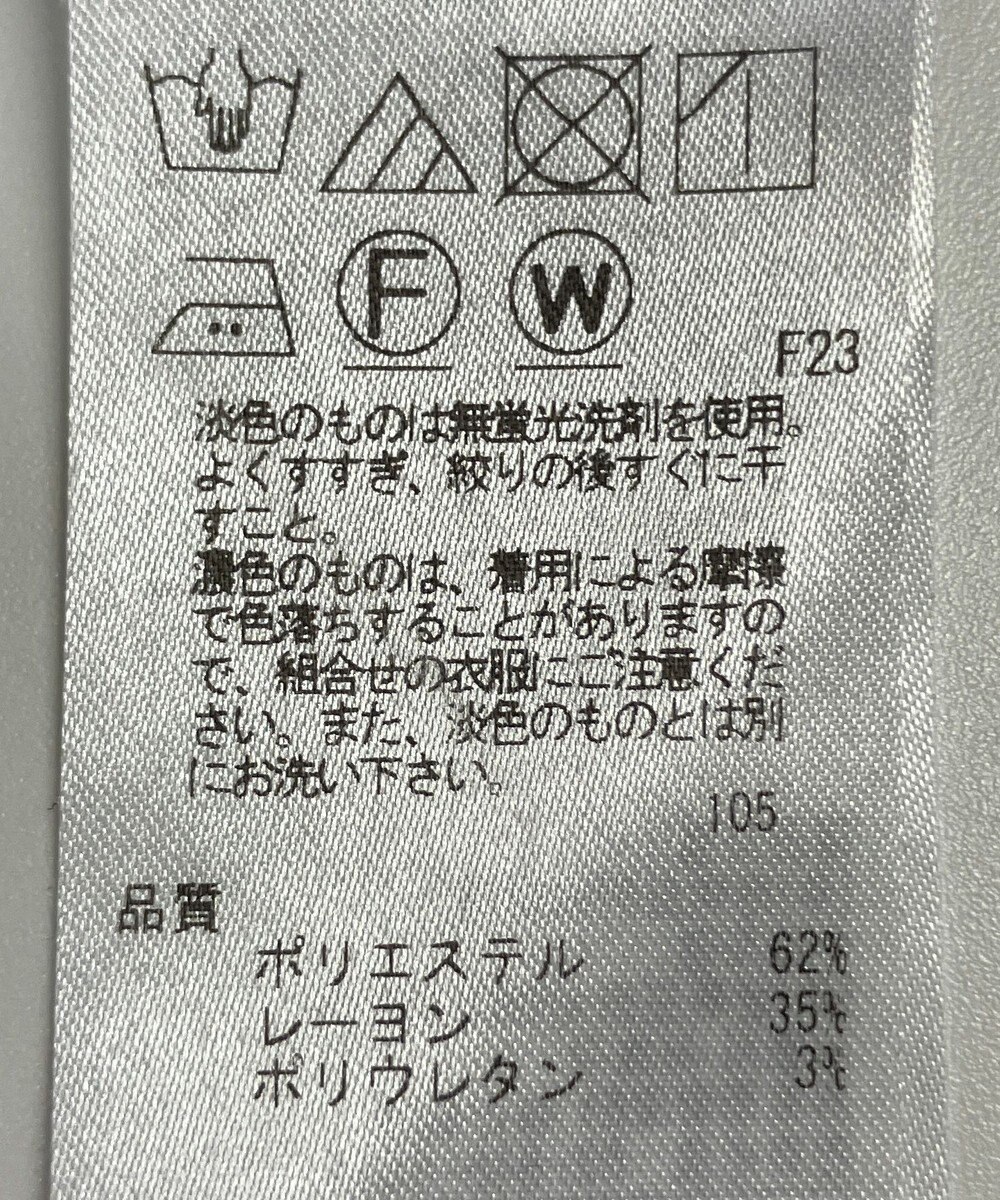 F
W
F23
淡色のものは無蛍光洗剤を使用。
よくすすぎ、絞りの後すぐに干
すこと。
濃色のものは、着用による摩擦
で色落ちすることがありますの
で、組合せの衣服にご注意くだ
さい。また、淡色のものとは別
にお洗い下さい。
105
品質
ポリエステル 62%
レーヨン 35%
ポリウレタン 3%